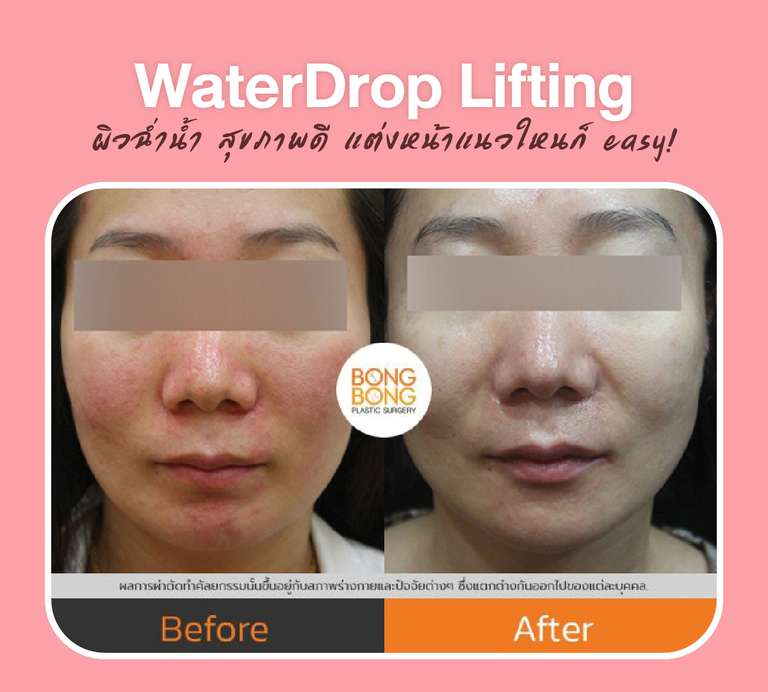 WaterDrop Lifting
ผิวฉ่ำน้ำ สุขภาพดี แต่งหน้าแนวไหนก็ easy!
BONG
BONG
PLASTIC SURGERY
ผลการผ่าตัดทำศัลยกรรมนั้นขึ้นอยู่กับสภาพร่างกายและปัจจัยต่างๆ ซึ่งแตกต่างกันออกไปของแต่ละบุคคล.
Before
After